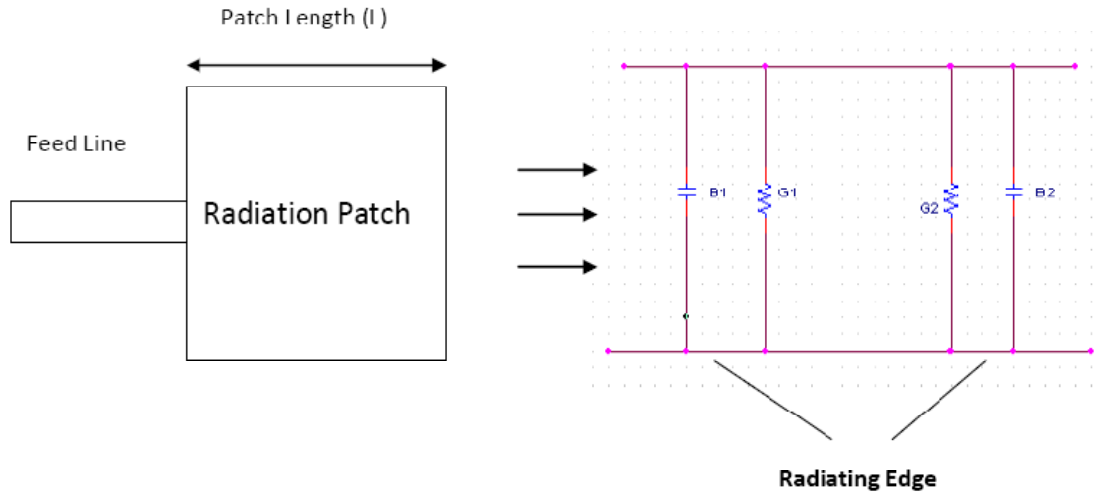 Patch Length (L)
Feed Line
Radiation Patch
B1
G1
G2
B2
Radiating Edge